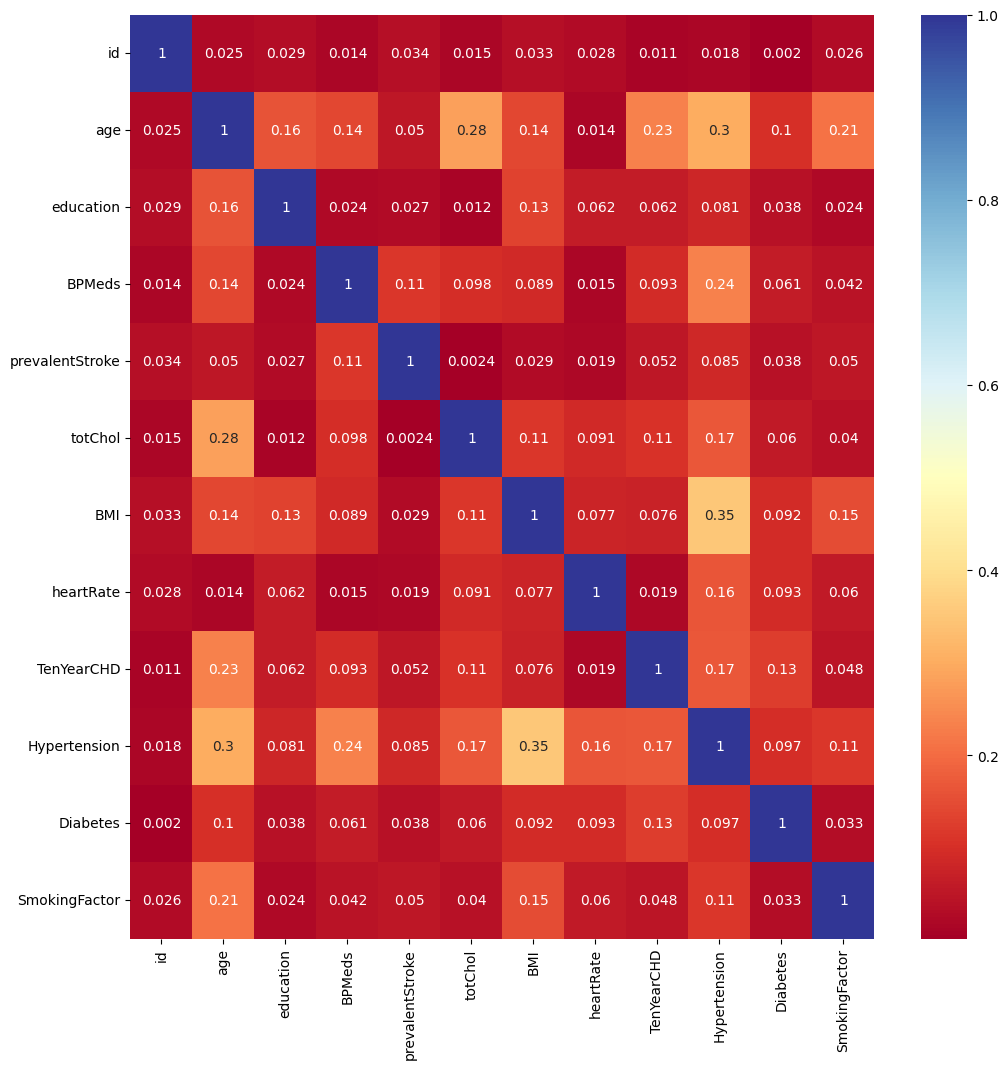 id 1 0.025 0.029 0.014 0.034 0.015 0.033 0.028 0.011 0.018 0.002 0.026
age 0.025 1 0.16 0.14 0.05 0.28 0.14 0.014 0.23 0.3 0.1 0.21
education 0.029 0.16 1 0.024 0.027 0.012 0.13 0.062 0.062 0.081 0.038 0.024
BPMeds 0.014 0.14 0.024 1 0.11 0.098 0.089 0.015 0.093 0.24 0.061 0.042
prevalentStroke 0.034 0.05 0.027 0.11 1 0.0024 0.029 0.019 0.052 0.085 0.038 0.05
totChol 0.015 0.28 0.012 0.098 0.0024 1 0.11 0.091 0.11 0.17 0.06 0.04
BMI 0.033 0.14 0.13 0.089 0.029 0.11 1 0.077 0.076 0.35 0.092 0.15
heartRate 0.028 0.014 0.062 0.015 0.019 0.091 0.077 1 0.019 0.16 0.093 0.06
TenYearCHD 0.011 0.23 0.062 0.093 0.052 0.11 0.076 0.019 1 0.17 0.13 0.048
Hypertension 0.018 0.3 0.081 0.24 0.085 0.17 0.35 0.16 0.17 1 0.097 0.11
Diabetes 0.002 0.1 0.038 0.061 0.038 0.06 0.092 0.093 0.13 0.097 1 0.033
SmokingFactor 0.026 0.21 0.024 0.042 0.05 0.04 0.15 0.06 0.048 0.11 0.033 1
id
age
education
BPMeds
prevalentStroke
totChol
BMI
heartRate
TenYearCHD
Hypertension
Diabetes
SmokingFactor
1.0
0.8
0.6
0.4
0.2